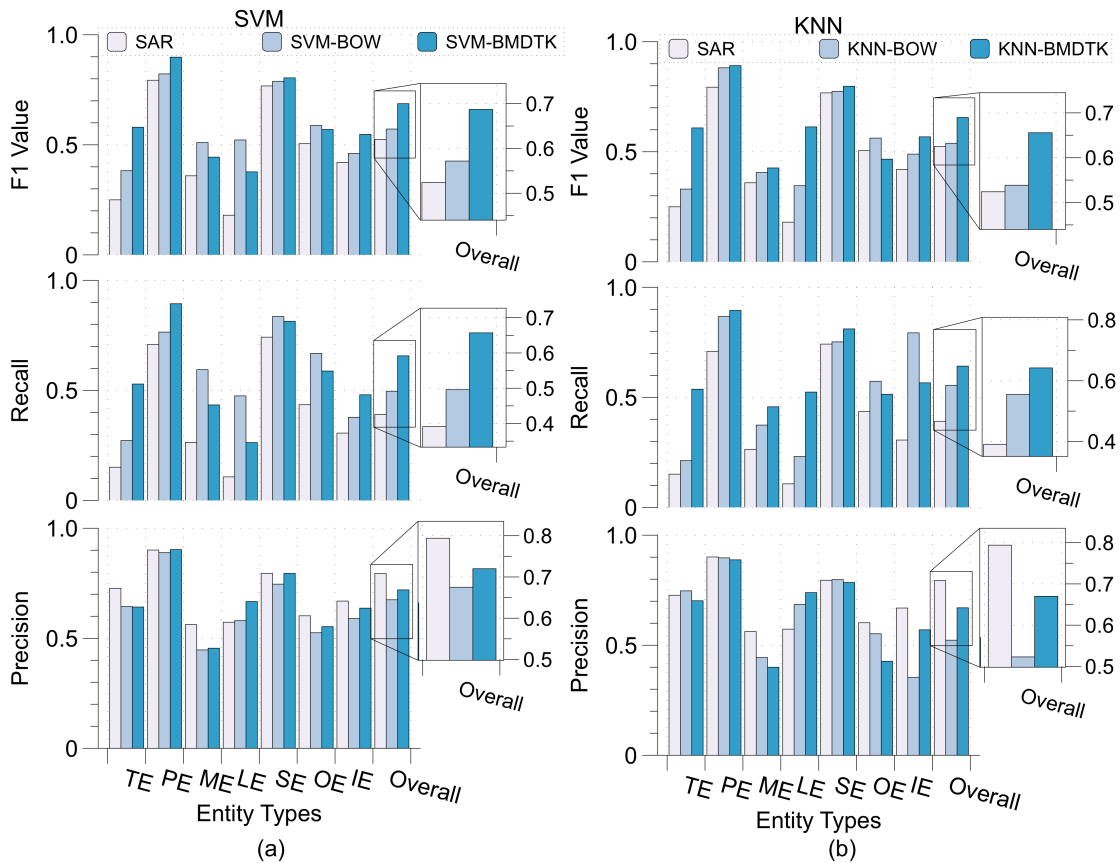 SVM
1.0
SAR SVM-BOW SVM-BMDTK
F1 Value
0.5
0
0.7
0.6
0.5
Overall
1.0
Recall
0.5
0
0.7
0.6
0.5
0.4
Overall
1.0
Precision
0.5
0
0.8
0.7
0.6
0.5
Overall
TE PE ME LE SE OE IE Overall
Entity Types
(a)
KNN
1.0
SAR KNN-BOW KNN-BMDTK
F1 Value
0.5
0
0.7
0.6
0.5
Overall
1.0
Recall
0.5
0
0.8
0.6
0.4
Overall
1.0
Precision
0.5
0
0.8
0.7
0.6
0.5
Overall
TE PE ME LE SE OE IE Overall
Entity Types
(b)